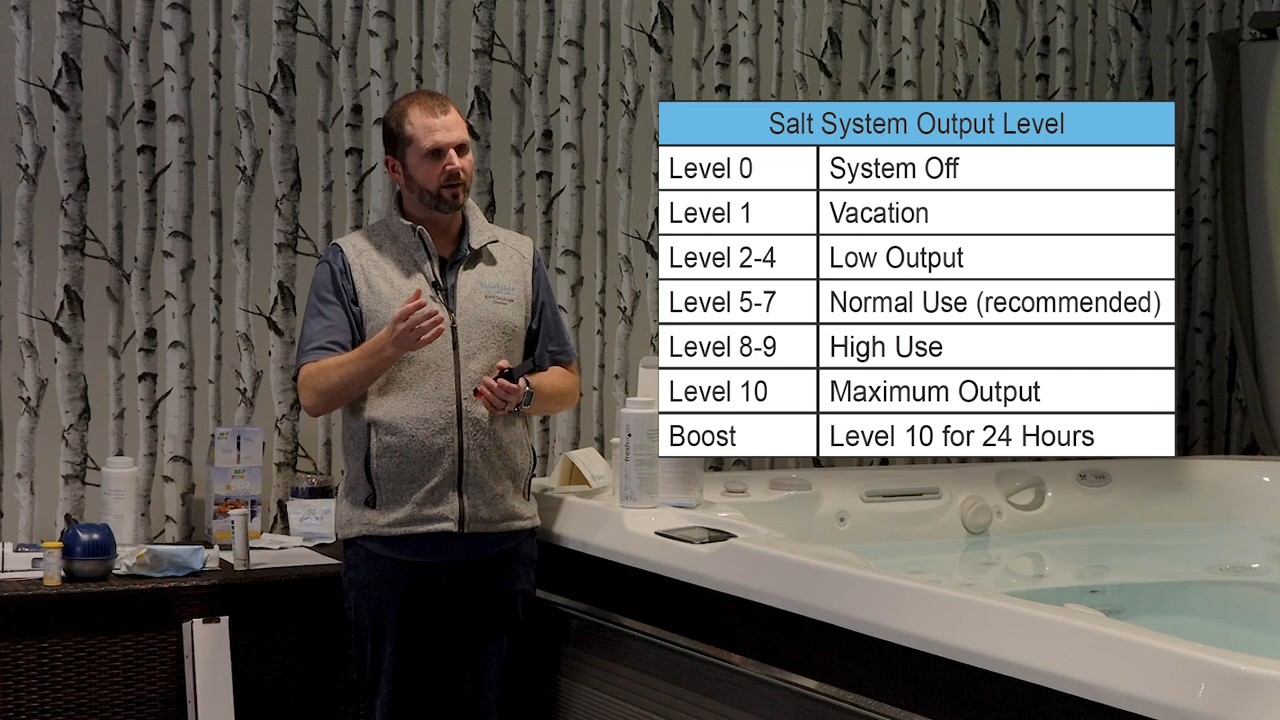 Salt System Output Level
Level 0 System Off
Level 1 Vacation
Level 2-4 Low Output
Level 5-7 Normal Use (recommended)
Level 8-9 High Use
Level 10 Maximum Output
Boost Level 10 for 24 Hours
ease